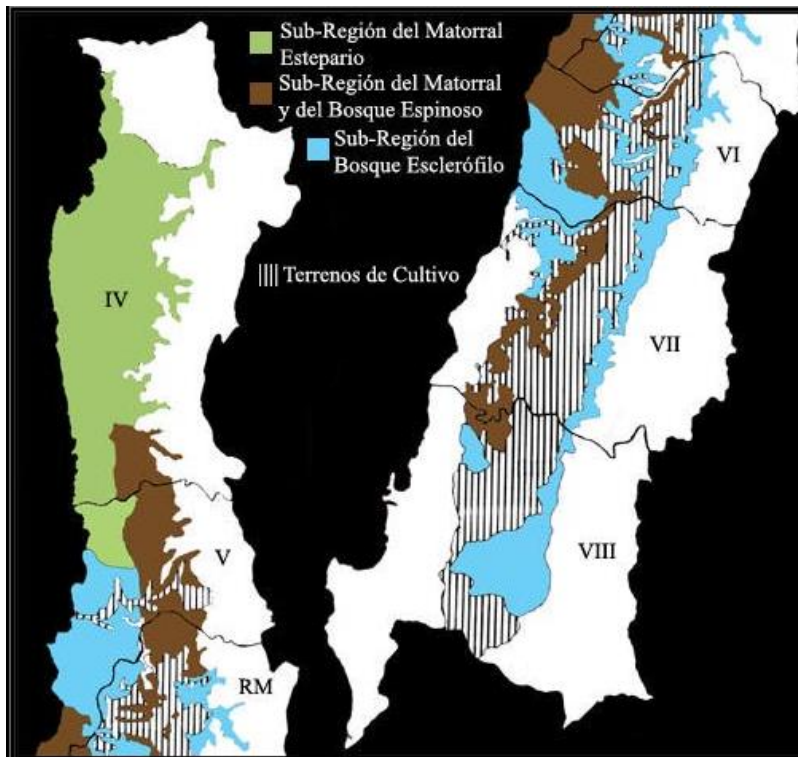 Sub-Región del Matorral
Estepario
Sub-Región del Matorral
y del Bosque Espinoso
Sub-Región del
Bosque Esclerófilo
Terrenos de Cultivo
IV
V
RM
VI
VII
VIII